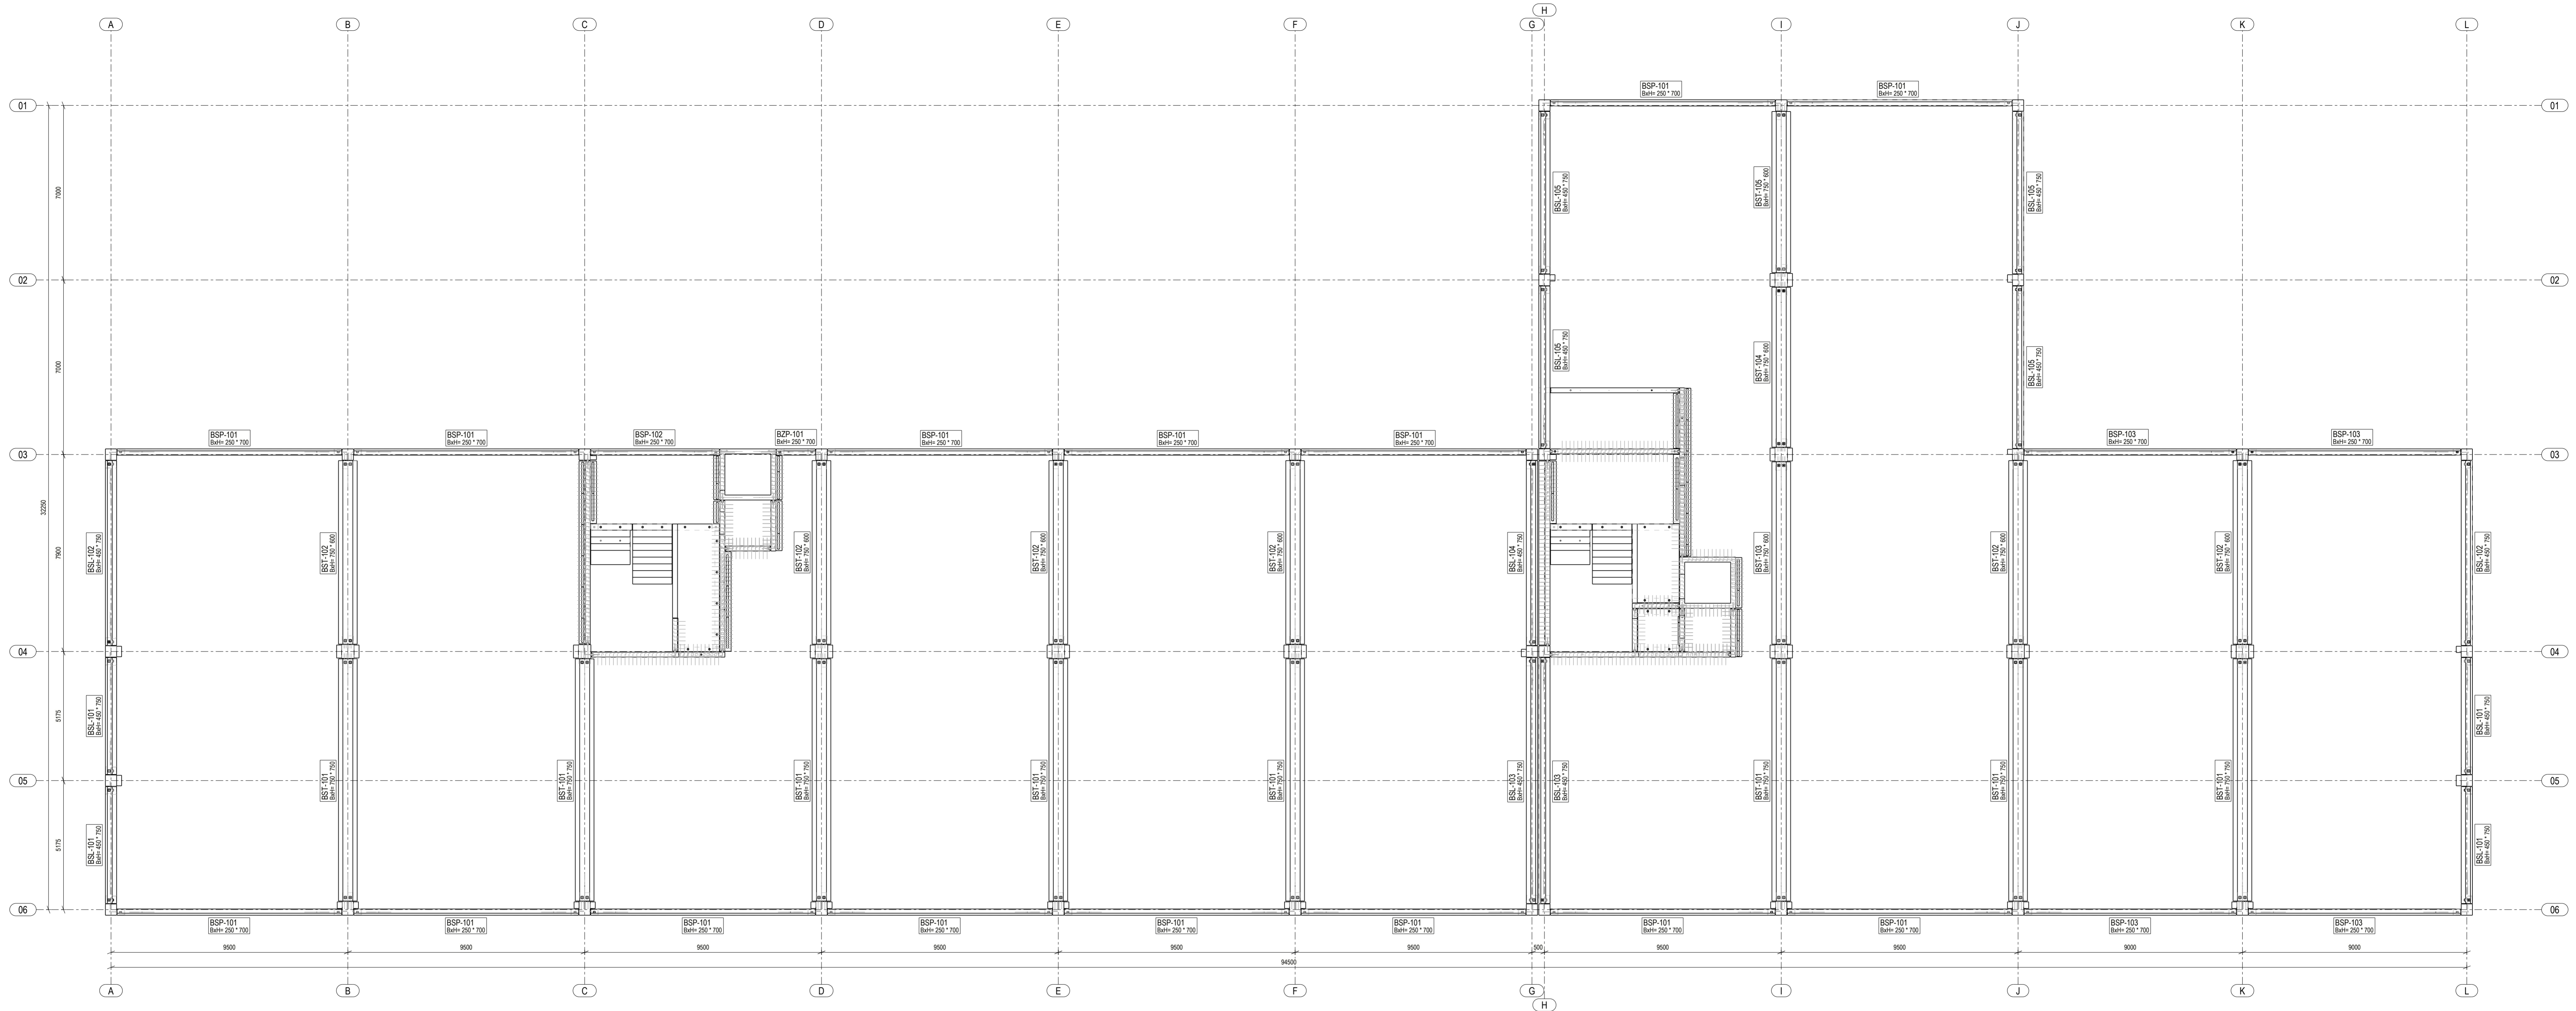 H
A
B
C
D
E
F
G
I
J
K
L
BSP-101
BxH= 250 * 700
BSP-101
BxH= 250 * 700
01
01
7000
BSL-105
BxH= 450 * 750
BST-105
BxH= 750 * 600
BSL-105
BxH= 450 * 750
02
02
7000
BSL-105
BxH= 450 * 750
BST-104
BxH= 750 * 600
BSL-105
BxH= 450 * 750
BSP-101
BxH= 250 * 700
BSP-101
BxH= 250 * 700
BSP-102
BxH= 250 * 700
BZP-101
BxH= 250 * 700
BSP-101
BxH= 250 * 700
BSP-101
BxH= 250 * 700
BSP-101
BxH= 250 * 700
BSP-103
BxH= 250 * 700
BSP-103
BxH= 250 * 700
03
03
32250
7900
BSL-102
BxH= 450 * 750
BST-102
BxH= 750 * 600
BST-102
BxH= 750 * 600
BST-102
BxH= 750 * 600
BST-102
BxH= 750 * 600
BSL-104
BxH= 450 * 750
BST-103
BxH= 750 * 600
BST-102
BxH= 750 * 600
BST-102
BxH= 750 * 600
BSL-102
BxH= 450 * 750
04
04
5175
BSL-101
BxH= 450 * 750
BSL-101
BxH= 450 * 750
05
05
BST-101
BxH= 750 * 750
BST-101
BxH= 750 * 750
BST-101
BxH= 750 * 750
BST-101
BxH= 750 * 750
BST-101
BxH= 750 * 750
BSL-103
BxH= 450 * 750
BSL-103
BxH= 450 * 750
BST-101
BxH= 750 * 750
BST-101
BxH= 750 * 750
BST-101
BxH= 750 * 750
5175
BSL-101
BxH= 450 * 750
BSL-101
BxH= 450 * 750
06
06
BSP-101
BxH= 250 * 700
BSP-101
BxH= 250 * 700
BSP-101
BxH= 250 * 700
BSP-101
BxH= 250 * 700
BSP-101
BxH= 250 * 700
BSP-101
BxH= 250 * 700
BSP-101
BxH= 250 * 700
BSP-101
BxH= 250 * 700
BSP-103
BxH= 250 * 700
BSP-103
BxH= 250 * 700
9500
9500
9500
9500
9500
9500
500
9500
9500
9000
9000
94500
A
B
C
D
E
F
G
I
J
K
L
H